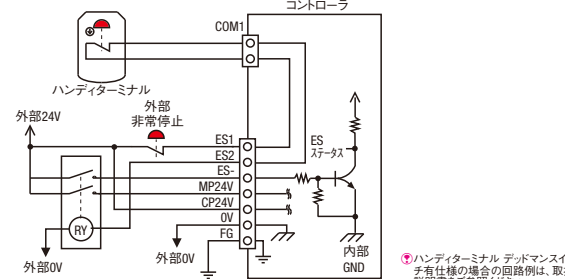 コントローラ
COM1
ハンディターミナル
外部24V
外部
非常停止
ES1
ES2
ES-
MP24V
CP24V
0V
FG
ES
ステータス
RY
外部0V
外部0V
内部
GND
ハンディターミナル デッドマンスイ
チ有仕様の場合の回路例は、取